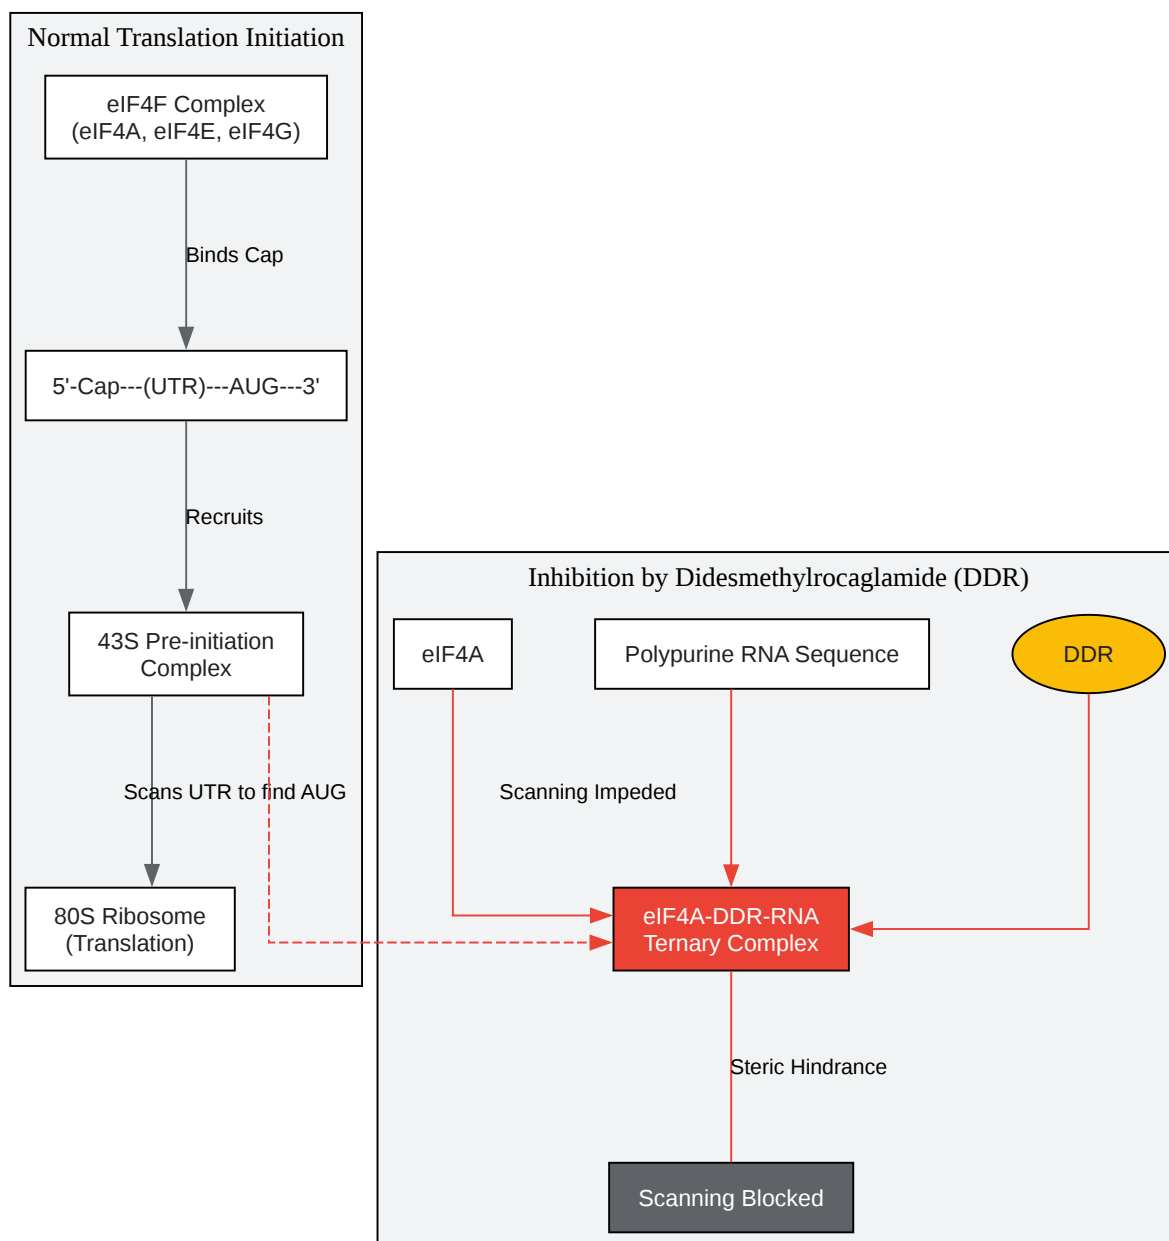 Normal Translation Initiation
eIF4F Complex
(eIF4A, eIF4E, eIF4G)
Binds Cap
5'-Cap---(UTR)---AUG---3'
Recruits
43S Pre-initiation
Complex
Scans UTR to find AUG
80S Ribosome
(Translation)
Inhibition by Didesmethylrocaglamide (DDR)
eIF4A
Polypurine RNA Sequence
DDR
Scanning Impeded
eIF4A-DDR-RNA
Ternary Complex
Steric Hindrance
Scanning Blocked